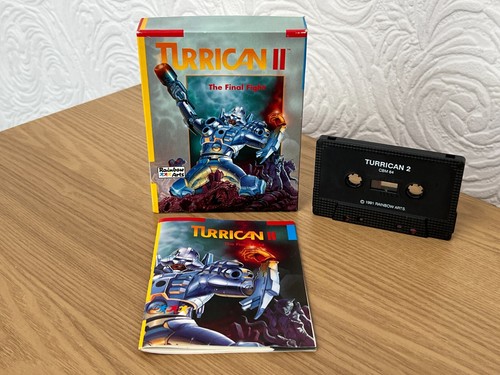 TURRICAN II
The Final Fight
Rainbow
Arts
TURRICAN 2
CBM 64
© 1991 RAINBOW ARTS
TURRICAN II